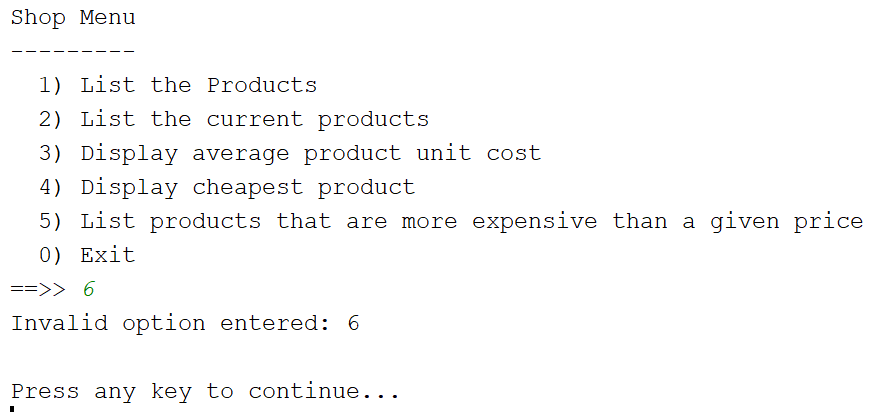 Shop Menu
---------
  1) List the Products
  2) List the current products
  3) Display average product unit cost
  4) Display cheapest product
  5) List products that are more expensive than a given price
  0) Exit
==>> 6
Invalid option entered: 6

Press any key to continue...